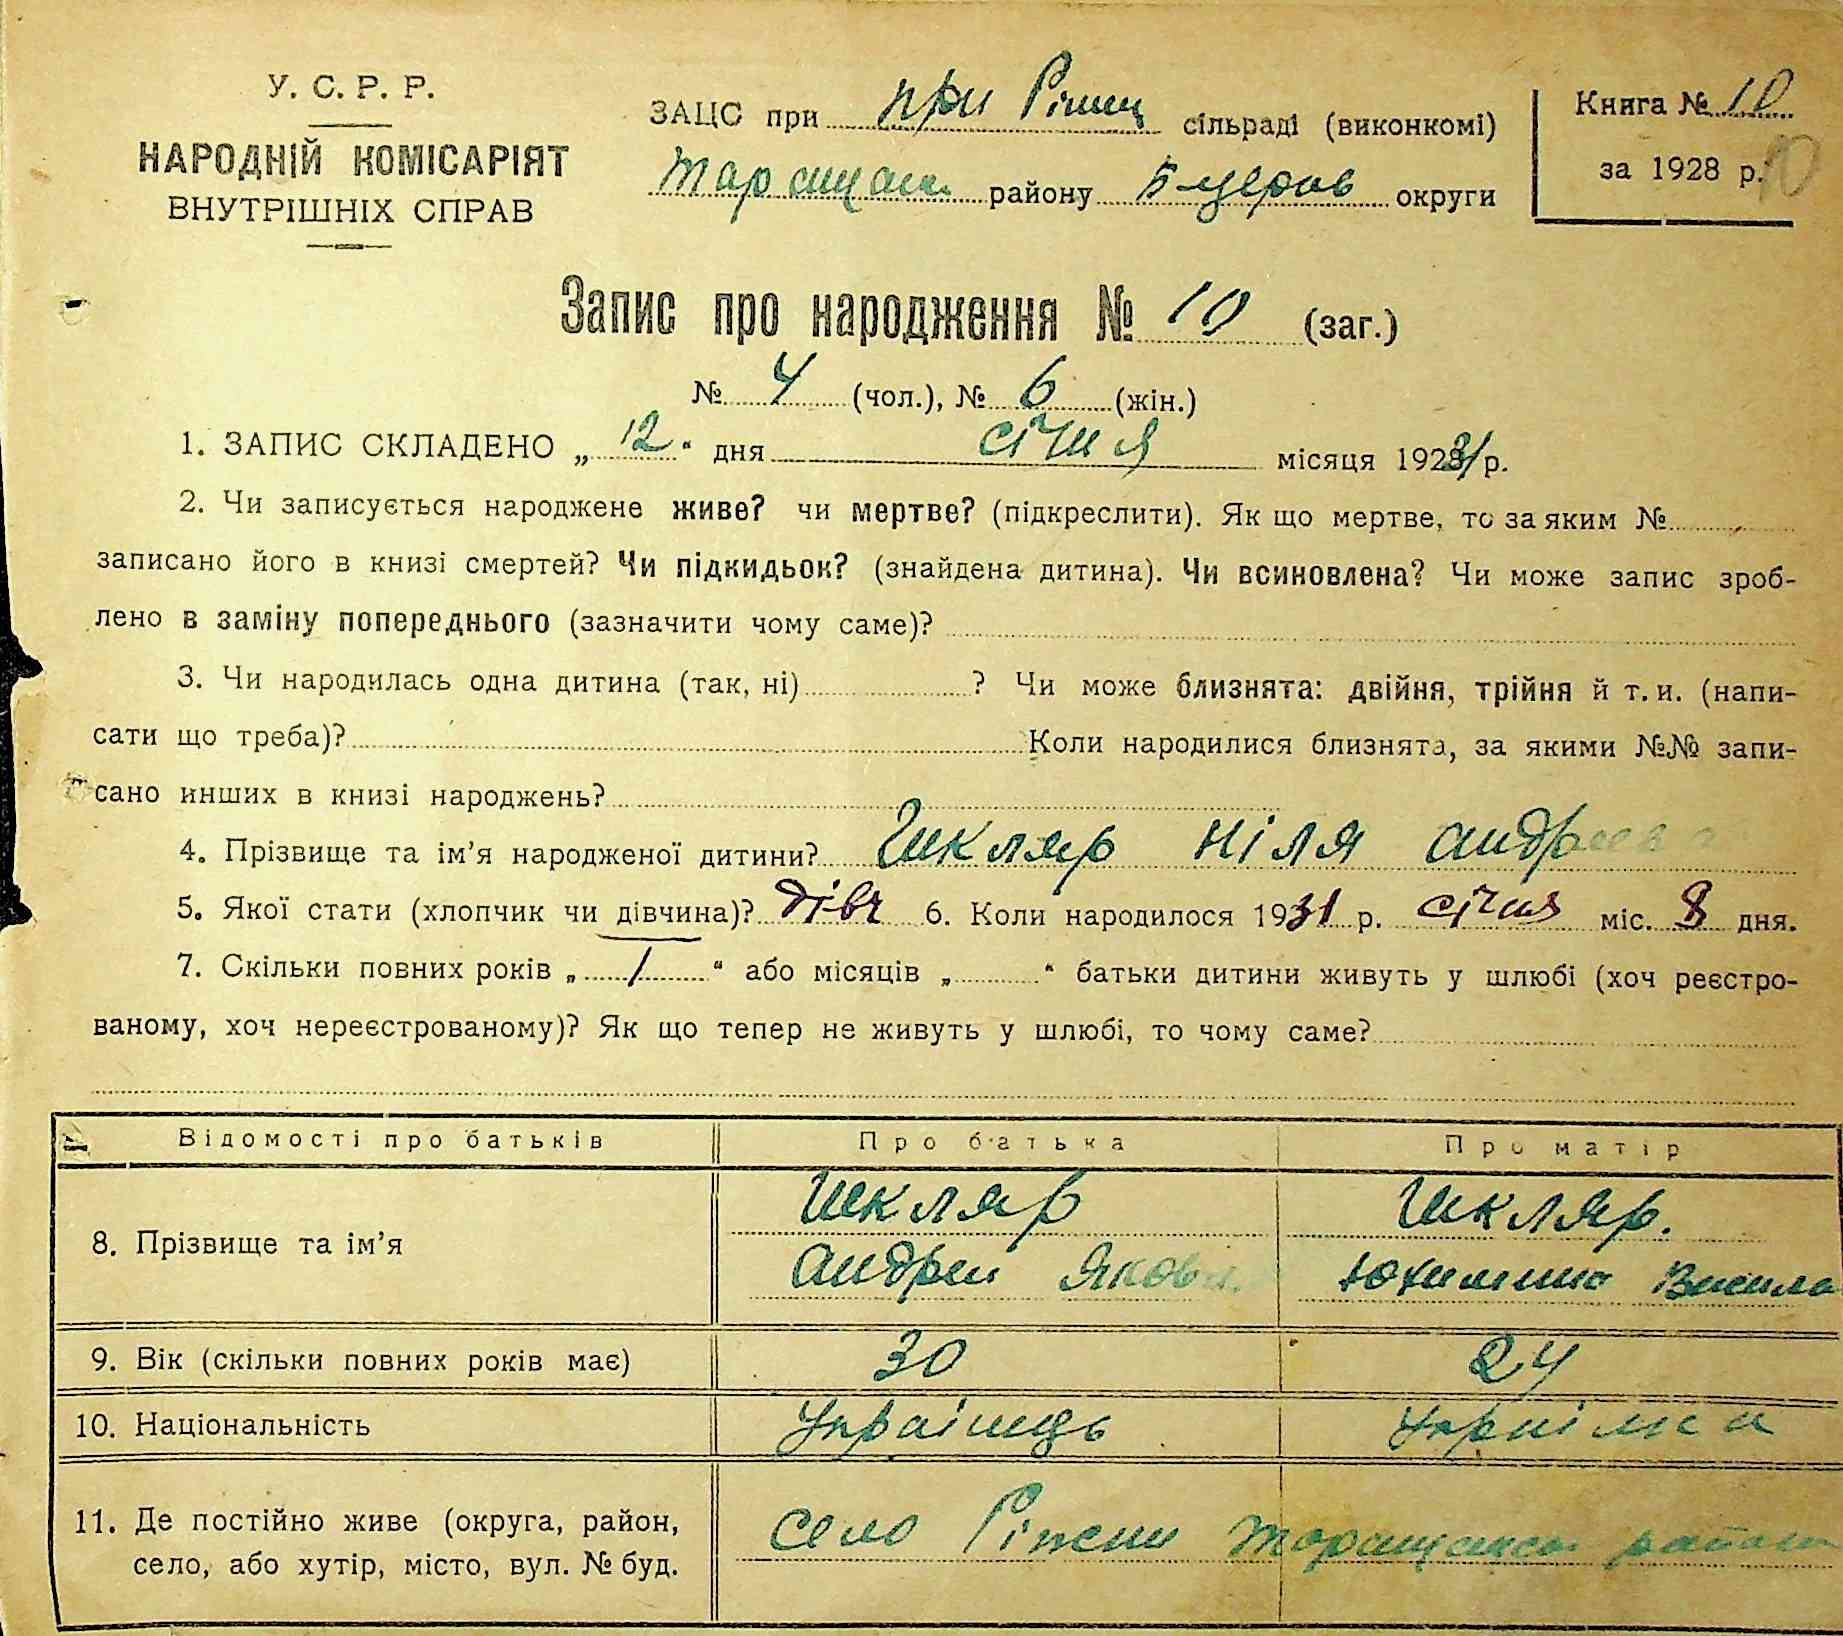 У. С. Р. Р.
НАРОДНІЙ КОМІСАРІЯТ
ВНУТРІШНІХ СПРАВ
ЗАЦС при при сільраді (виконкомі)
району Б церків округи
Книга № 10
за 1928 р.
10
Запис про народження № 10 (заг.)
№ 4 (чол.), № 6 (жін.)
1. ЗАПИС СКЛАДЕНО „12“ дня січня місяця 1931 р.
2. Чи записується народжене живе? чи мертве? (підкреслити). Як що мертве, то за яким №
записано його в книзі смертей? Чи підкидьок? (знайдена дитина). Чи всиновлена? Чи може запис зроб-
лено в заміну попереднього (зазначити чому саме)?
3. Чи народилась одна дитина (так, ні) ? Чи може близнята: двійня, трійня й т. и. (напи-
сати що треба)? Коли народилися близнята, за якими №№ запи-
сано инших в книзі народжень?
4. Прізвище та ім’я народженої дитини? Шкляр Ніля
5. Якої стати (хлопчик чи дівчина)? дівч 6. Коли народилося 1931 р. січня міс. 8 дня.
7. Скільки повних років „ 1 “ або місяців „ “ батьки дитини живуть у шлюбі (хоч реєстро-
ваному, хоч нереєстрованому)? Як що тепер не живуть у шлюбі, то чому саме?
Відомості про батьків Про батька Про матір
8. Прізвище та ім’я Шкляр Шкляр.
Андрей
9. Вік (скільки повних років має) 30 24
10. Національність Українць Українка
11. Де постійно живе (округа, район, село
село, або хутір, місто, вул. № буд.